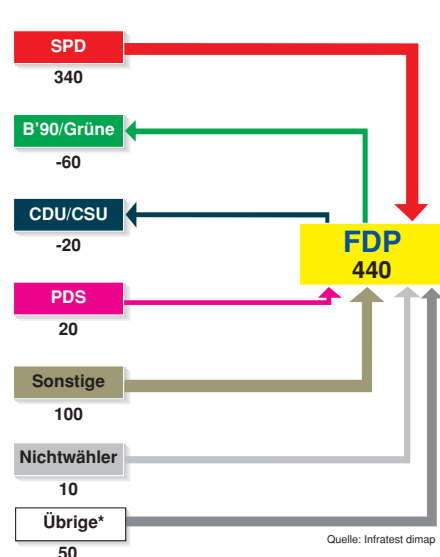 SPD
340
B'90/Grüne
-60
CDU/CSU
-20
FDP
440
PDS
20
Sonstige
100
Nichtwähler
10
Übrige*
50
Quelle: Infratest dimap